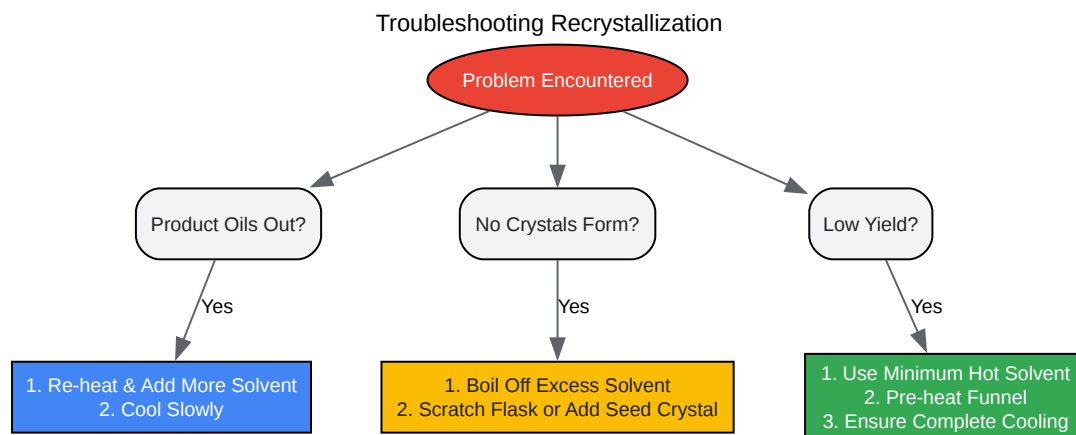 Troubleshooting Recrystallization
Problem Encountered
Product Oils Out?
No Crystals Form?
Low Yield?
Yes
Yes
Yes
1. Re-heat & Add More Solvent
2. Cool Slowly
1. Boil Off Excess Solvent
2. Scratch Flask or Add Seed Crystal
1. Use Minimum Hot Solvent
2. Pre-heat Funnel
3. Ensure Complete Cooling